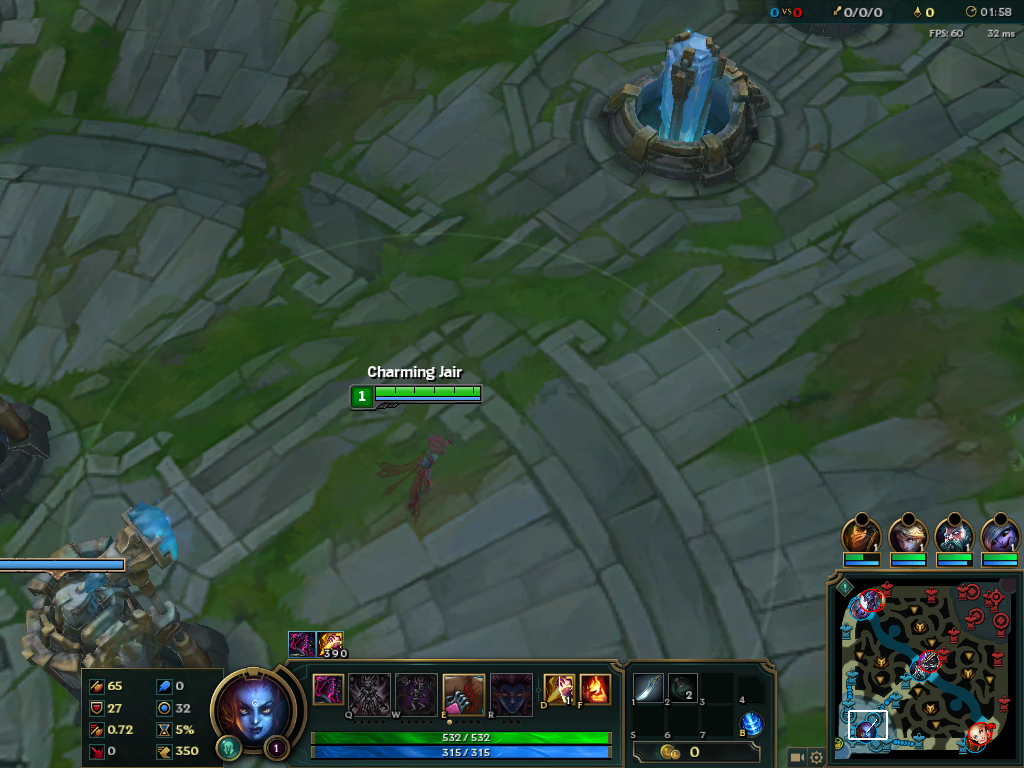 0 vs 0 0/0/0 0 01:58
FPS: 60 32 ms
Charming Jair
1
390
65 0
27 32
0.72 5%
0 350
1
Q W E R D 1 F
532 / 532
315 / 315
1 2 2 3 4
5 6 7 B
0